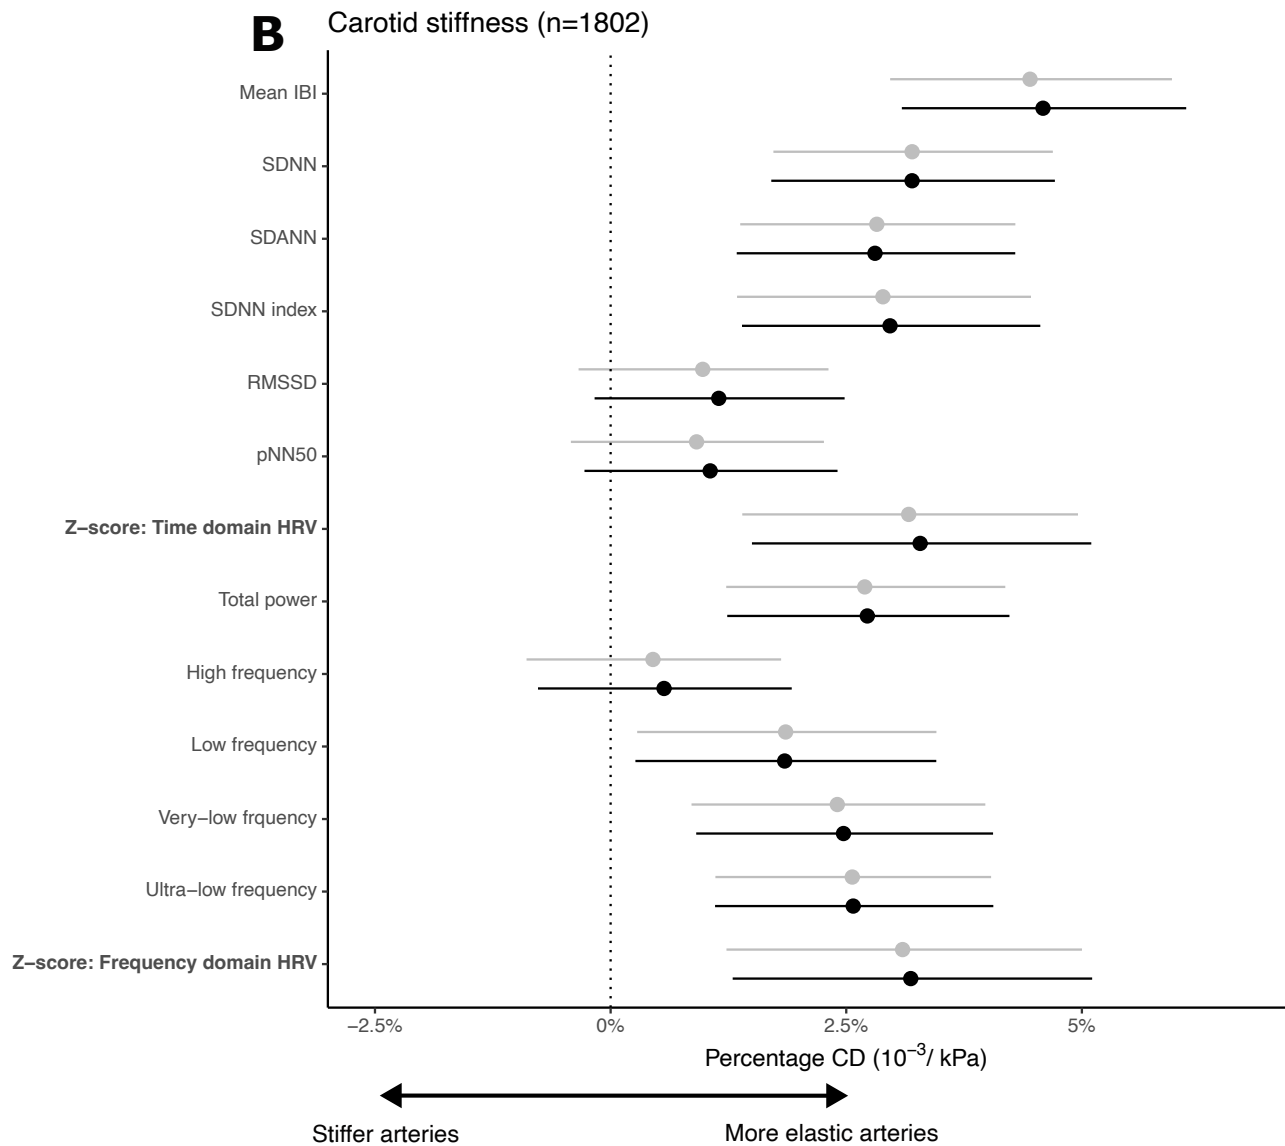 B Carotid stiffness (n=1802)
Mean IBI
SDNN
SDANN
SDNN index
RMSSD
pNN50
Z−score: Time domain HRV
Total power
High frequency
Low frequency
Very−low frquency
Ultra−low frequency
Z−score: Frequency domain HRV
−2.5% 0% 2.5% 5%
Percentage CD (10⁻³/ kPa)
Stiffer arteries More elastic arteries